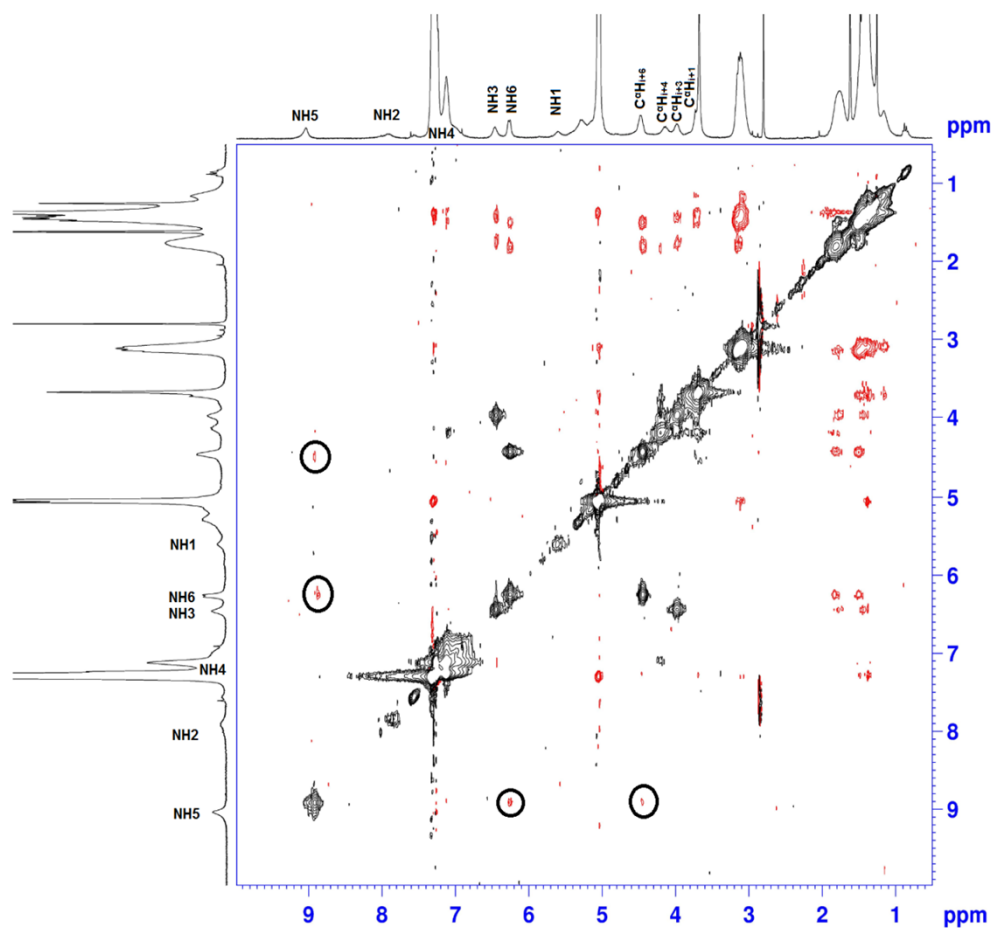 NH5
NH2
NH4
NH3
NH6
NH1
CαHi+6
CαHi+4
CαHi+3
CαHi+1
ppm
1
2
3
4
5
6
7
8
9
NH1
NH6
NH3
NH4
NH2
NH5
9 8 7 6 5 4 3 2 1 ppm